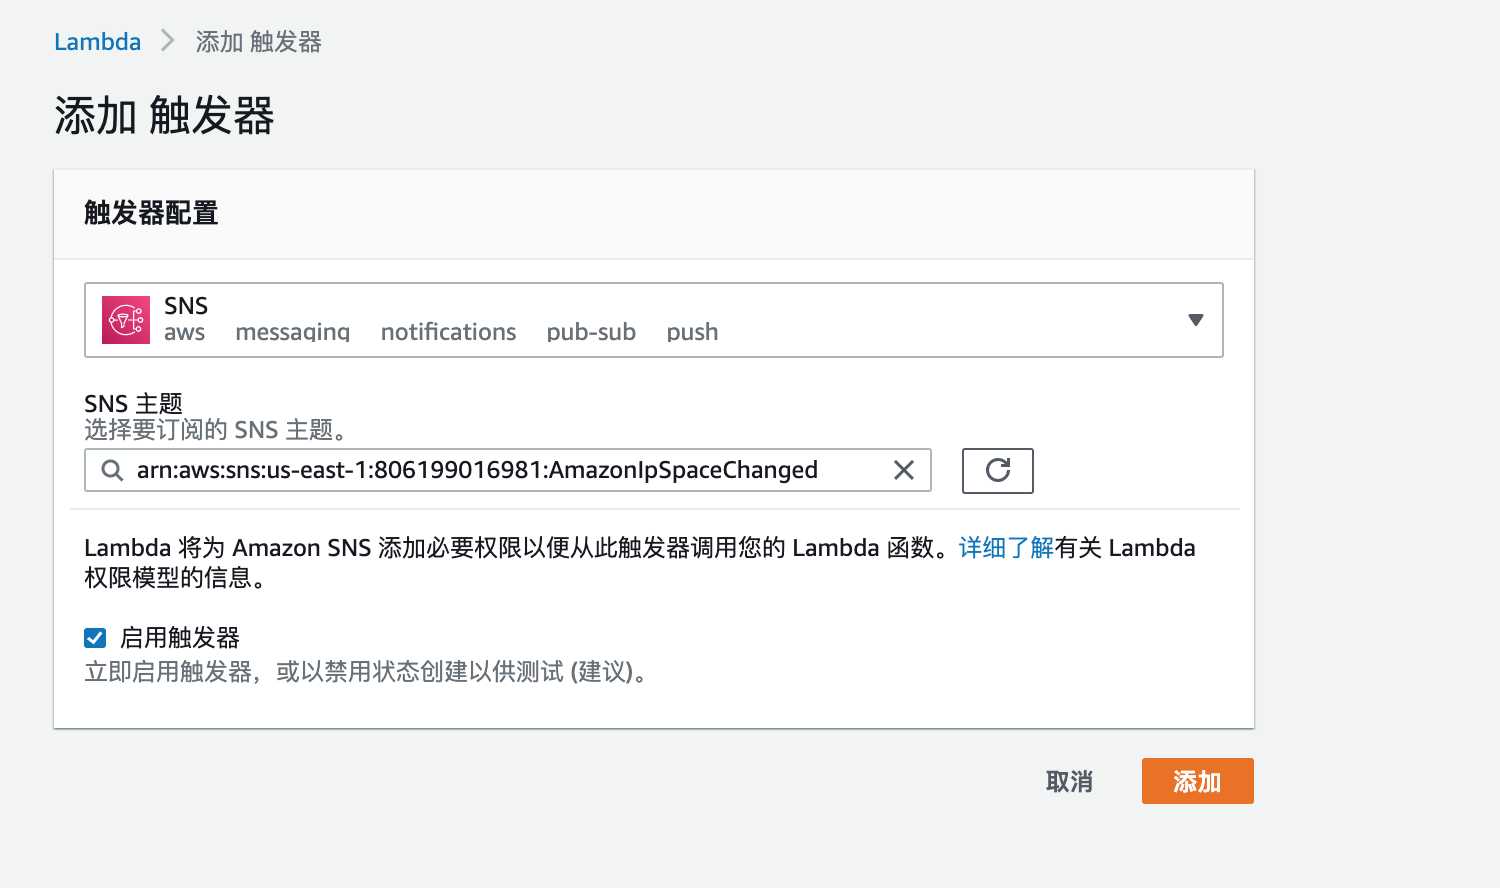 Lambda > 添加 触发器
添加 触发器
触发器配置
SNS
aws messaging notifications pub-sub push
SNS 主题
选择要订阅的 SNS 主题。
arn:aws:sns:us-east-1:806199016981:AmazonIpSpaceChanged
Lambda 将为 Amazon SNS 添加必要权限以便从此触发器调用您的 Lambda 函数。详细了解有关 Lambda
权限模型的信息。
启用触发器
立即启用触发器，或以禁用状态创建以供测试 (建议)。
取消 添加